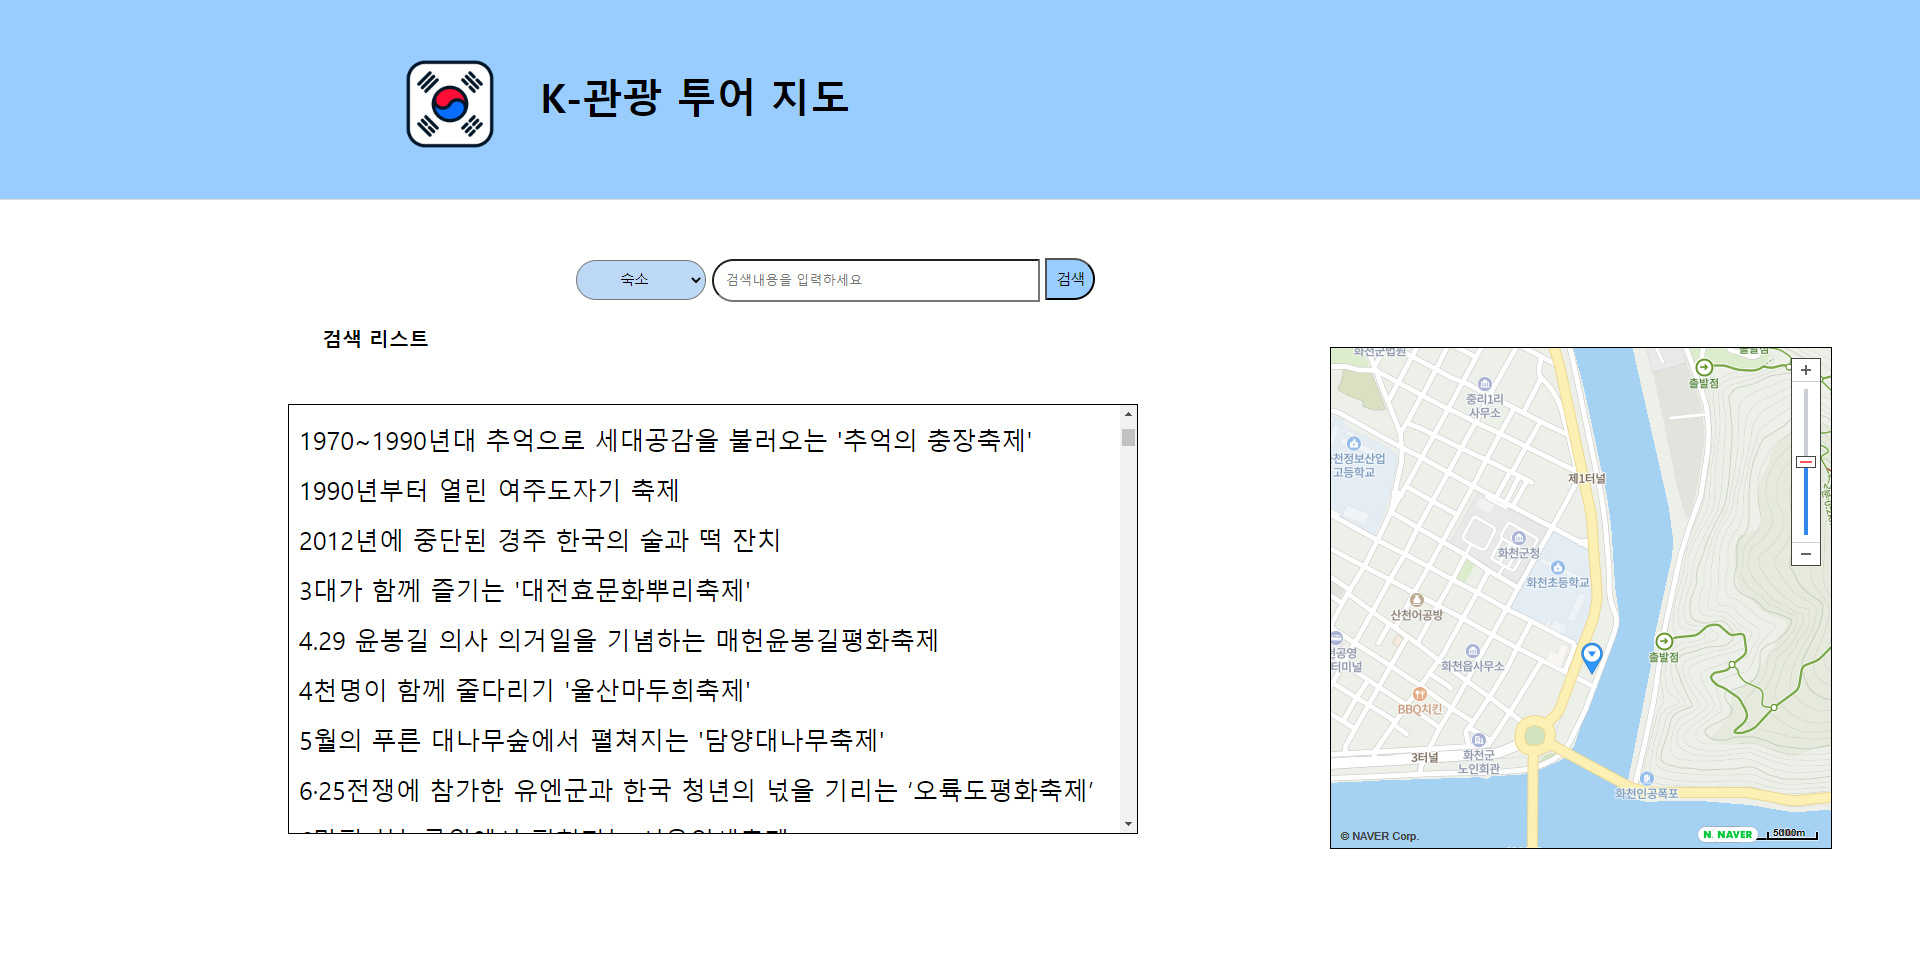 K-관광 투어 지도
숙소
검색내용을 입력하세요
검색
검색 리스트
1970~1990년대 추억으로 세대공감을 불러오는 '추억의 충장축제'
1990년부터 열린 여주도자기 축제
2012년에 중단된 경주 한국의 술과 떡 잔치
3대가 함께 즐기는 '대전효문화뿌리축제'
4.29 윤봉길 의사 의거일을 기념하는 매헌윤봉길평화축제
4천명이 함께 줄다리기 '울산마두희축제'
5월의 푸른 대나무숲에서 펼쳐지는 '담양대나무축제'
6·25전쟁에 참가한 유엔군과 한국 청년의 넋을 기리는 ‘오륙도평화축제’
화천군법원
출발점
출발점
중리1리
사무소
천정보산업
고등학교
제1터널
화천군청
화천초등학교
산천어공방
출발점
천공영
터미널
화천읍사무소
BBQ치킨
3터널
화천군
노인회관
화천인공폭포
© NAVER Corp.
N. NAVER